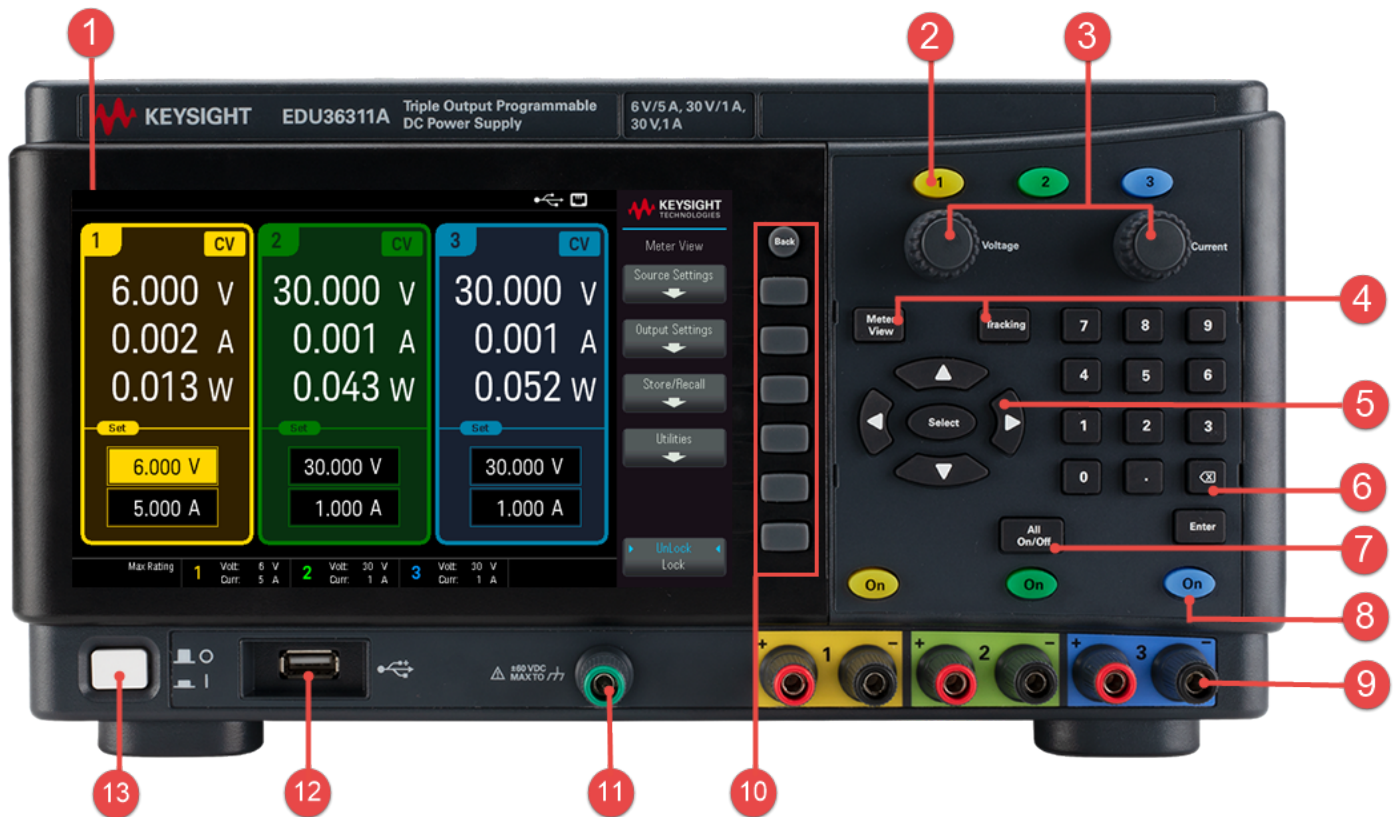 1
2
3
KEYSIGHT EDU36311A Triple Output Programmable DC Power Supply
6 V/5 A, 30 V/1 A,
30 V,1 A
1 2 3
KEYSIGHT
TECHNOLOGIES
1 CV
6.000 V
0.002 A
0.013 W
Set
6.000 V
5.000 A
2 CV
30.000 V
0.001 A
0.043 W
Set
30.000 V
1.000 A
3 CV
30.000 V
0.001 A
0.052 W
Set
30.000 V
1.000 A
Max Rating
1 Volt: 6 V
Curr: 5 A
2 Volt: 30 V
Curr: 1 A
3 Volt: 30 V
Curr: 1 A
Meter View
Source Settings
Output Settings
Store/Recall
Utilities
UnLock
Lock
Back
Voltage
Current
Meter
View
Tracking
4
7 8 9
4 5 6
Select
5
1 2 3
0 .
6
Enter
All
On/Off
7
On On On
8
+ 1 −
+ 2 −
+ 3 −
9
±60 VDC
MAX TO
13
12
11
10